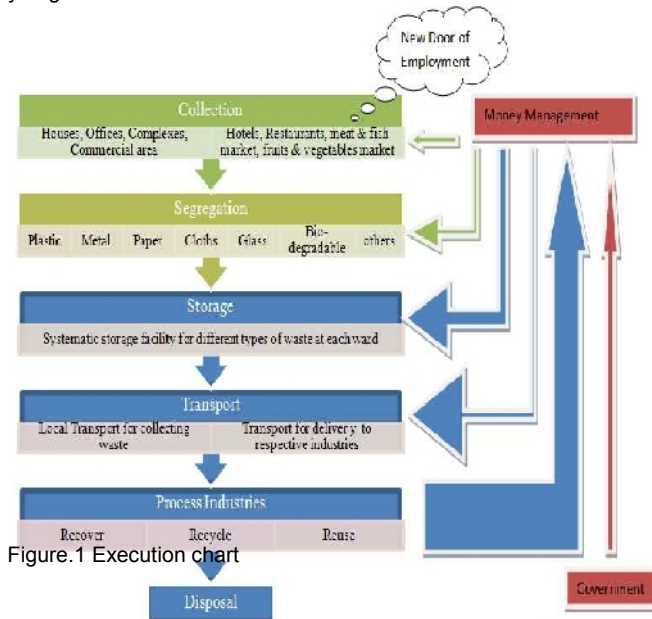 New Door of
Employment
Collection
Houses, Offices, Complexes,
Commercial area
Hotels, Restaurants, meat & fish
market, fruits & vegetables market
Money Management
Segregation
Plastic
Metal
Paper
Cloths
Glass
Bio-
degradable
others
Storage
Systematic storage facility for different types of waste at each ward
Transport
Local Transport for collecting
waste
Transport for delivery to
respective industries
Process Industries
Recover
Recycle
Reuse
Figure.1 Execution chart
Disposal
Government